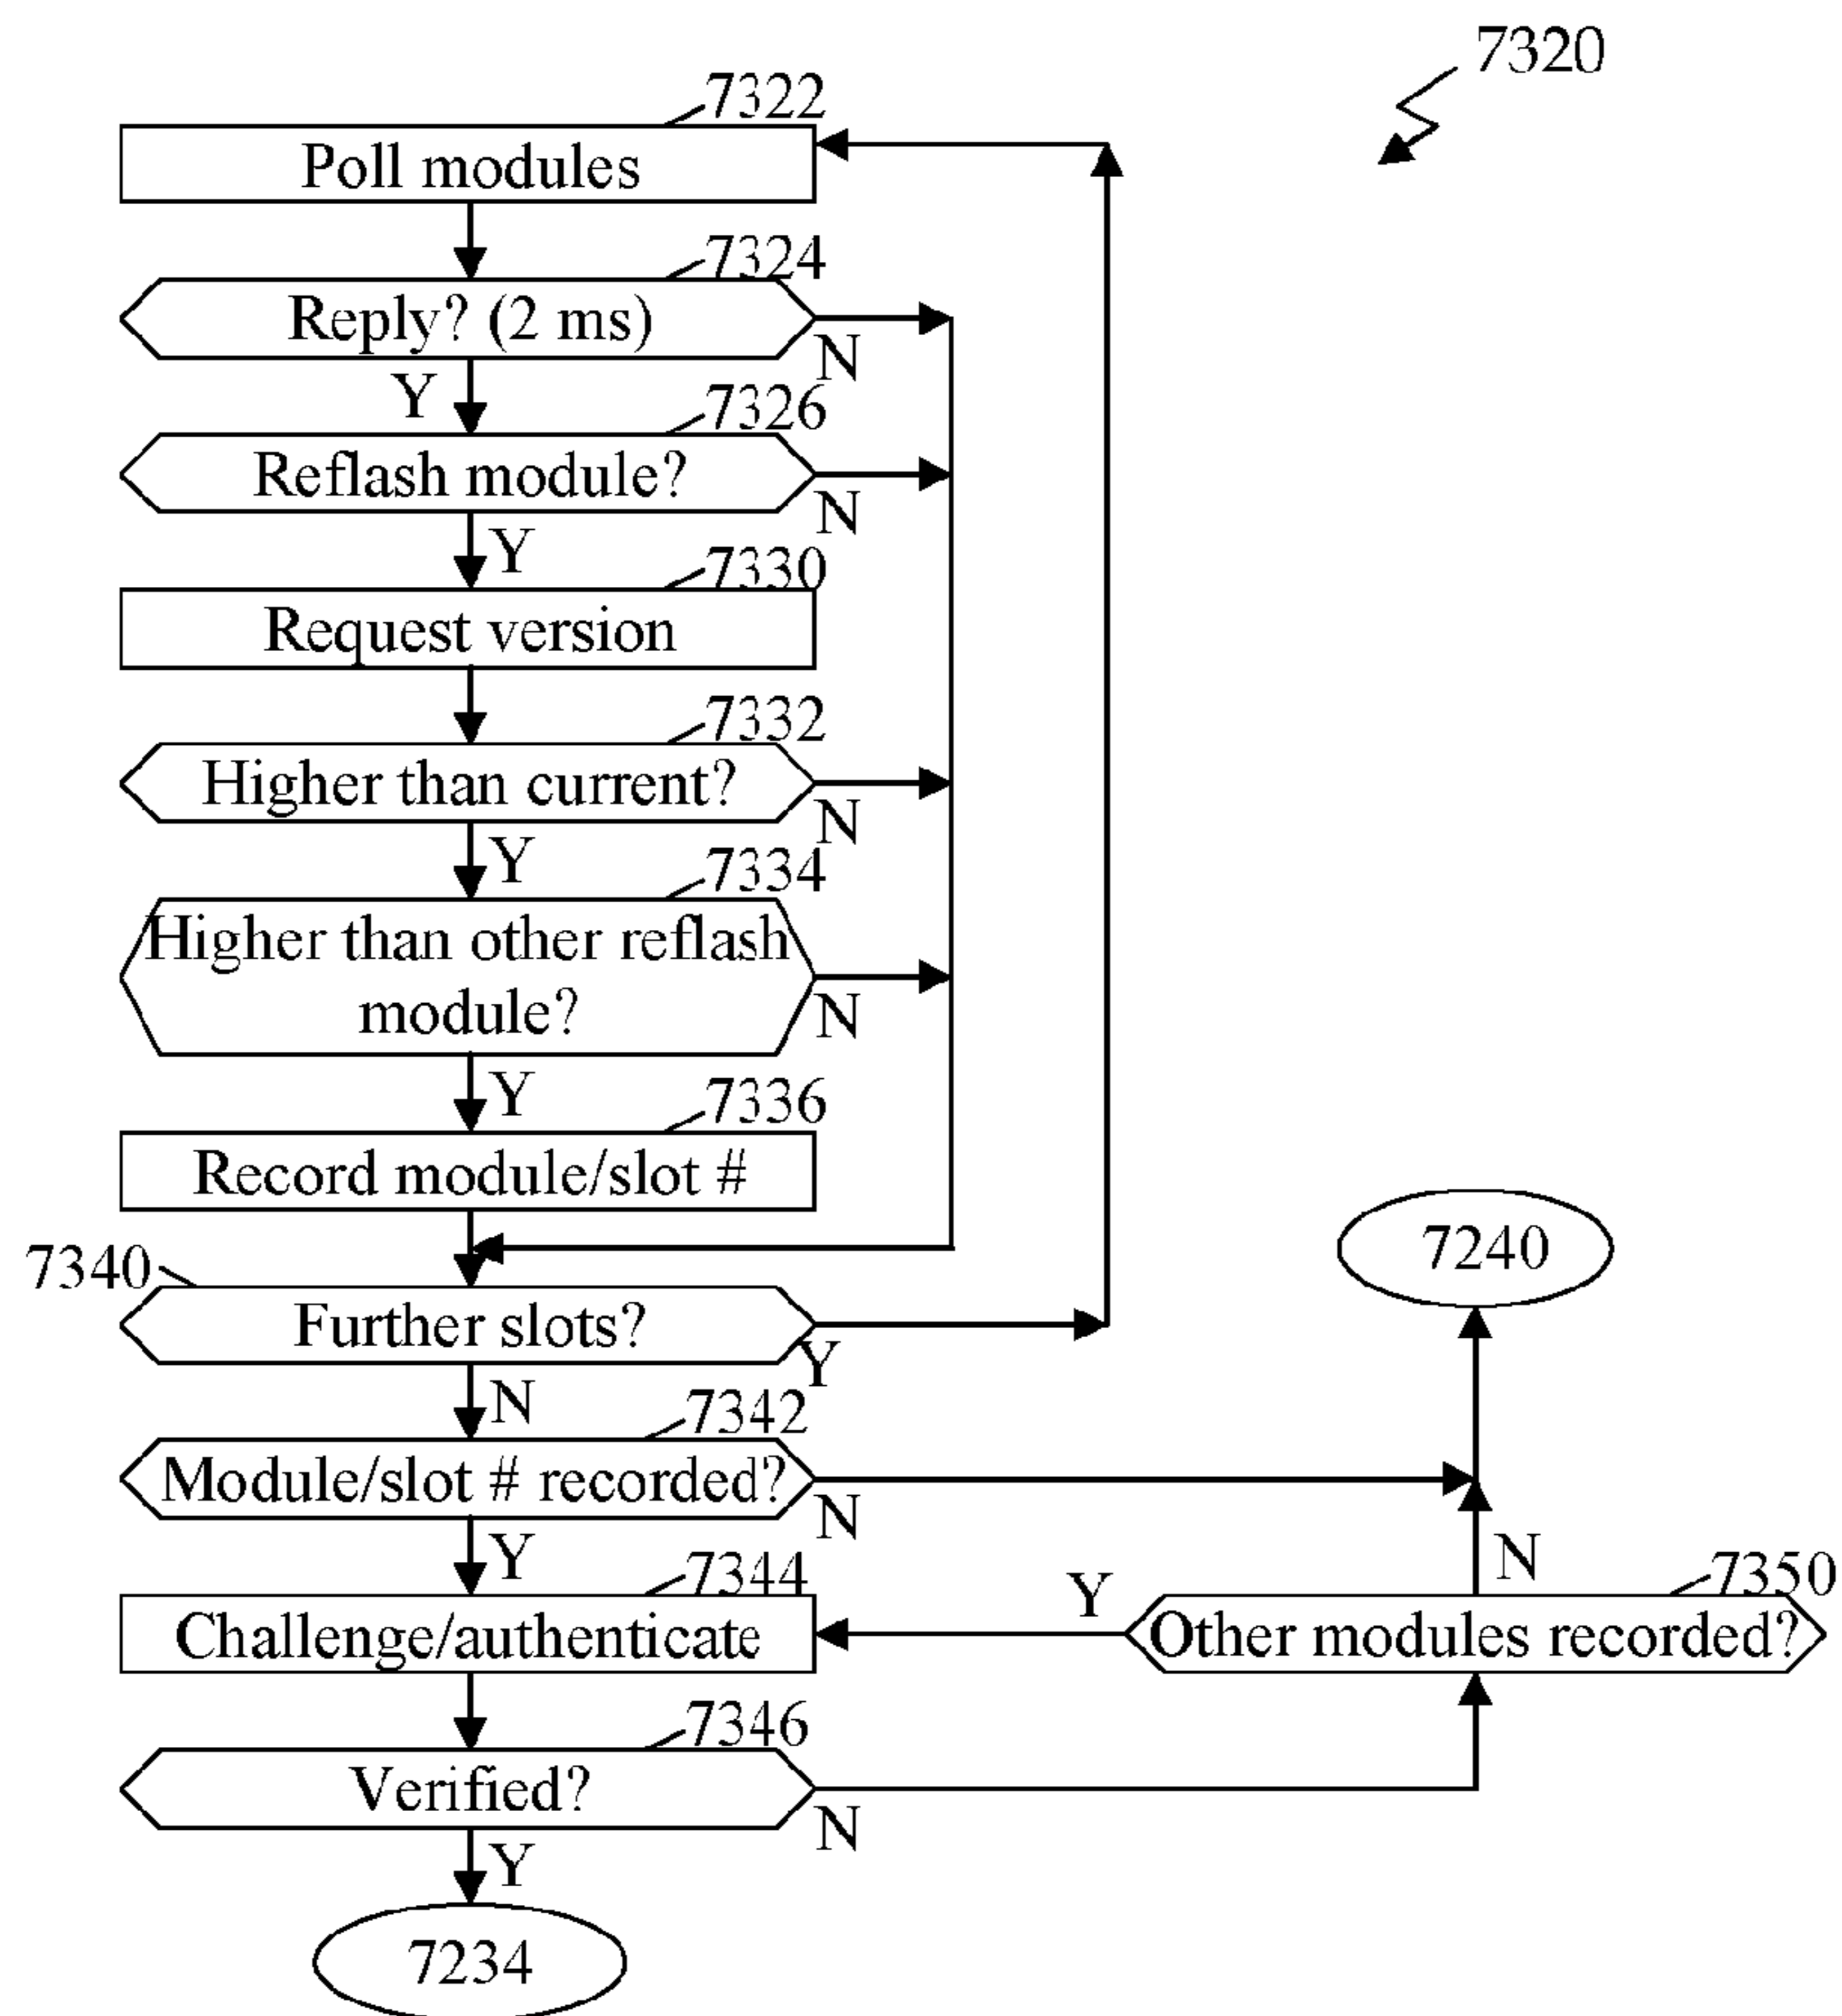 7320
7322
Poll modules
7324
Reply? (2 ms)
N
Y
7326
Reflash module?
N
Y
7330
Request version
7332
Higher than current?
N
Y
7334
Higher than other reflash
module?
N
Y
7336
Record module/slot #
7340
7240
Further slots?
Y
N
7342
Module/slot # recorded?
N
Y
N
7344
Y
7350
Challenge/authenticate
Other modules recorded?
7346
Verified?
N
Y
7234